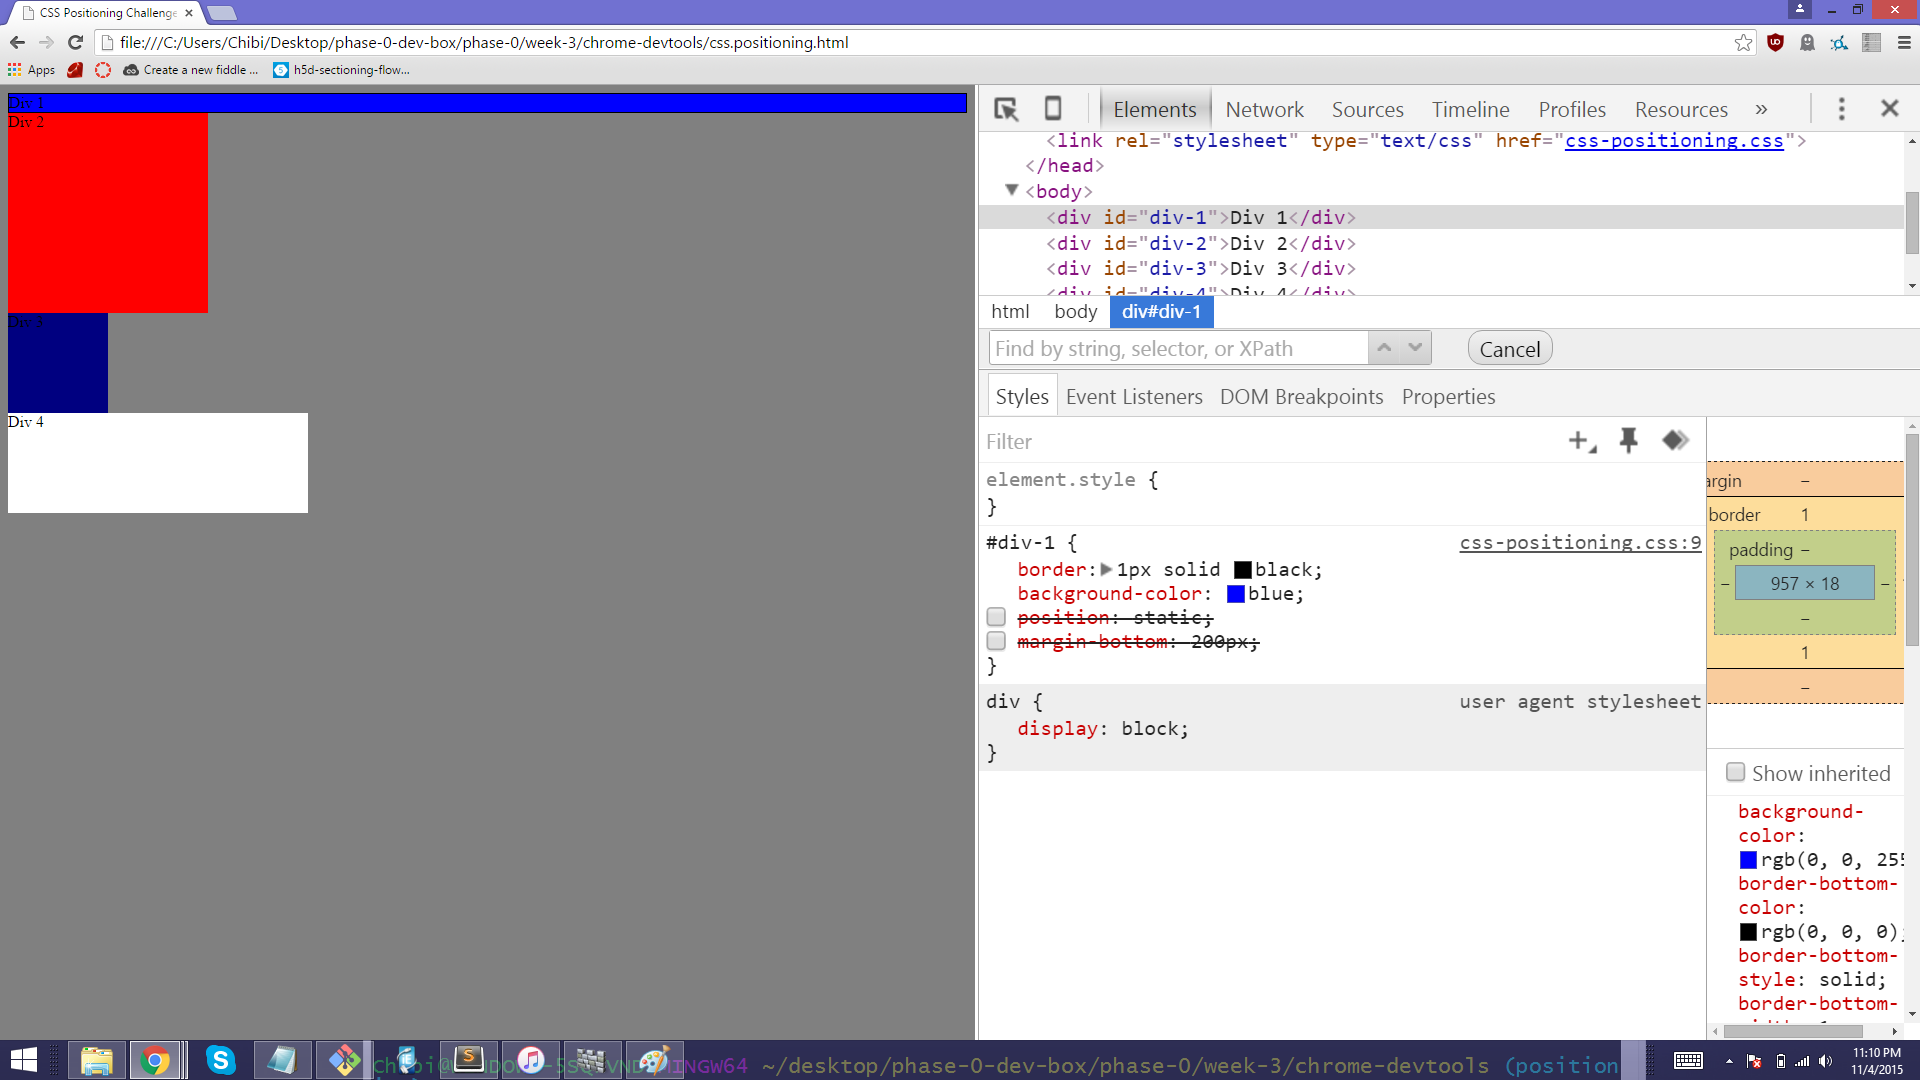 CSS Positioning Challenge
file:///C:/Users/Chibi/Desktop/phase-0-dev-box/phase-0/week-3/chrome-devtools/css.positioning.html
Apps
Create a new fiddle ...
h5d-sectioning-flow...
Div 1
Div 2
Div 3
Div 4
Elements Network Sources Timeline Profiles Resources »
<link rel="stylesheet" type="text/css" href="css-positioning.css">
</head>
<body>
<div id="div-1">Div 1</div>
<div id="div-2">Div 2</div>
<div id="div-3">Div 3</div>
<div id="div-4">Div 4</div>
html body div#div-1
Find by string, selector, or XPath Cancel
Styles Event Listeners DOM Breakpoints Properties
Filter
element.style {
}
#div-1 { css-positioning.css:9
border: 1px solid black;
background-color: blue;
position: static;
margin-bottom: 200px;
}
div { user agent stylesheet
display: block;
}
argin –
border 1
padding –
– 957 × 18 –
–
1
–
Show inherited
background-
color:
rgb(0, 0, 255
border-bottom-
color:
rgb(0, 0, 0);
border-bottom-
style: solid;
border-bottom-
MINGW64 ~/desktop/phase-0-dev-box/phase-0/week-3/chrome-devtools (position
11:10 PM
11/4/2015